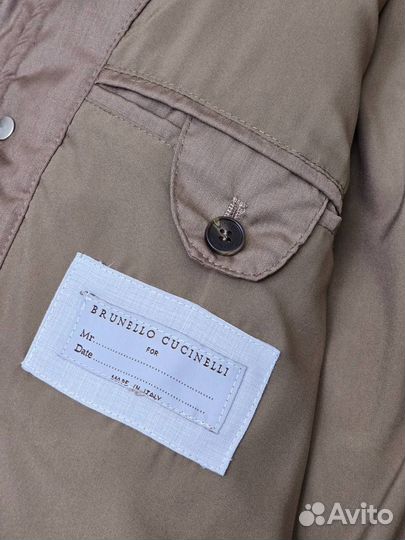 BRUNELLO CUCINELLI
FOR
Mr.
Date
MADE IN ITALY
Avito